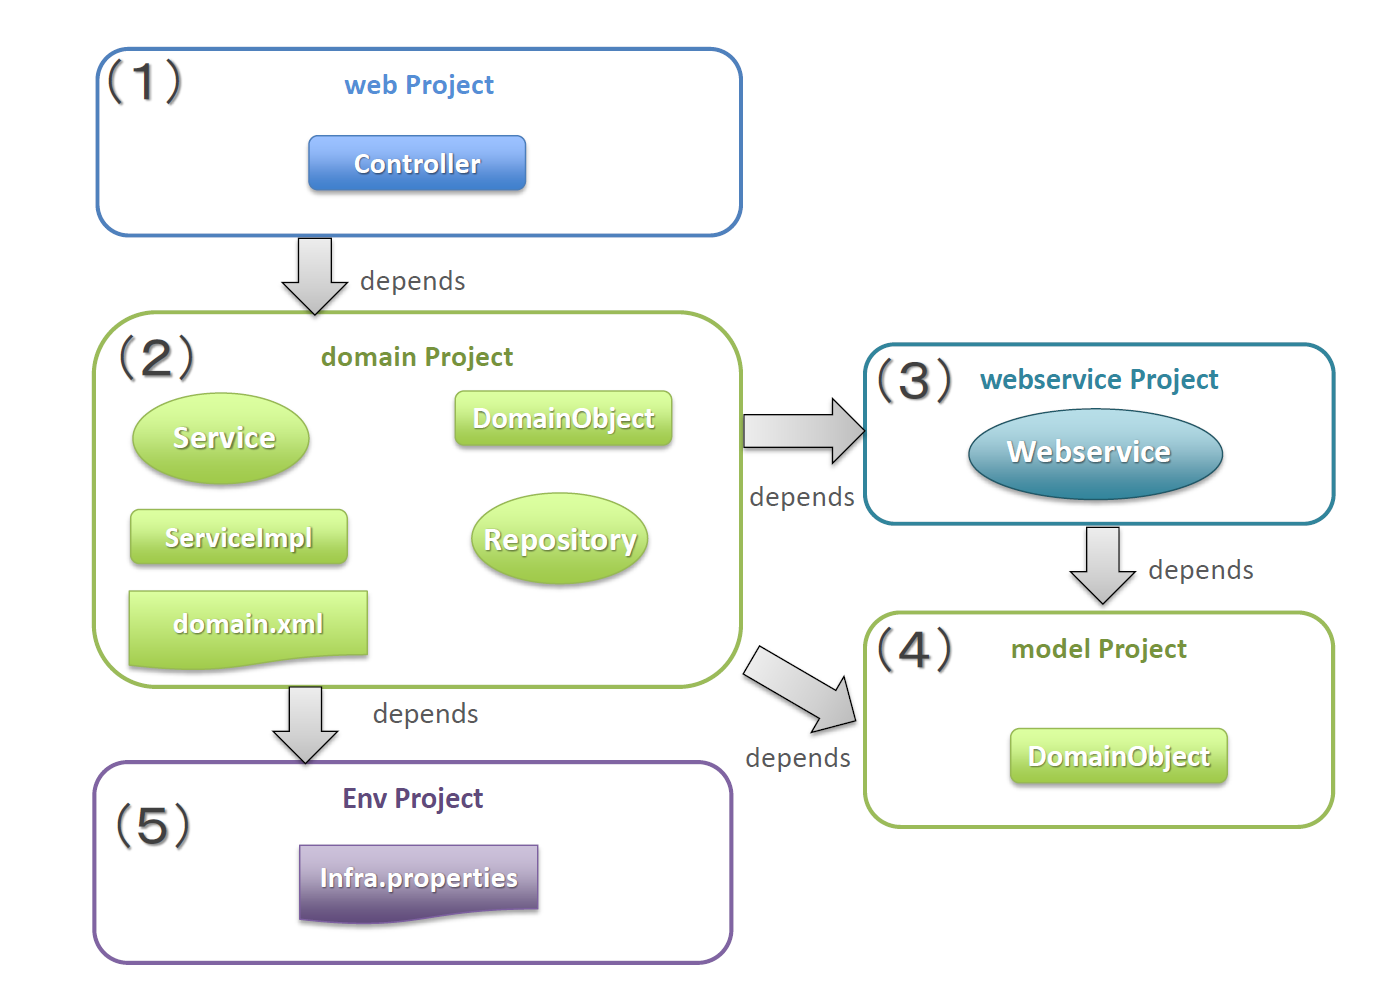 （1）
web Project
Controller
depends
（2）
domain Project
Service
DomainObject
ServiceImpl
Repository
domain.xml
depends
（3）
webservice Project
Webservice
depends
depends
（4）
model Project
DomainObject
depends
（5）
Env Project
Infra.properties